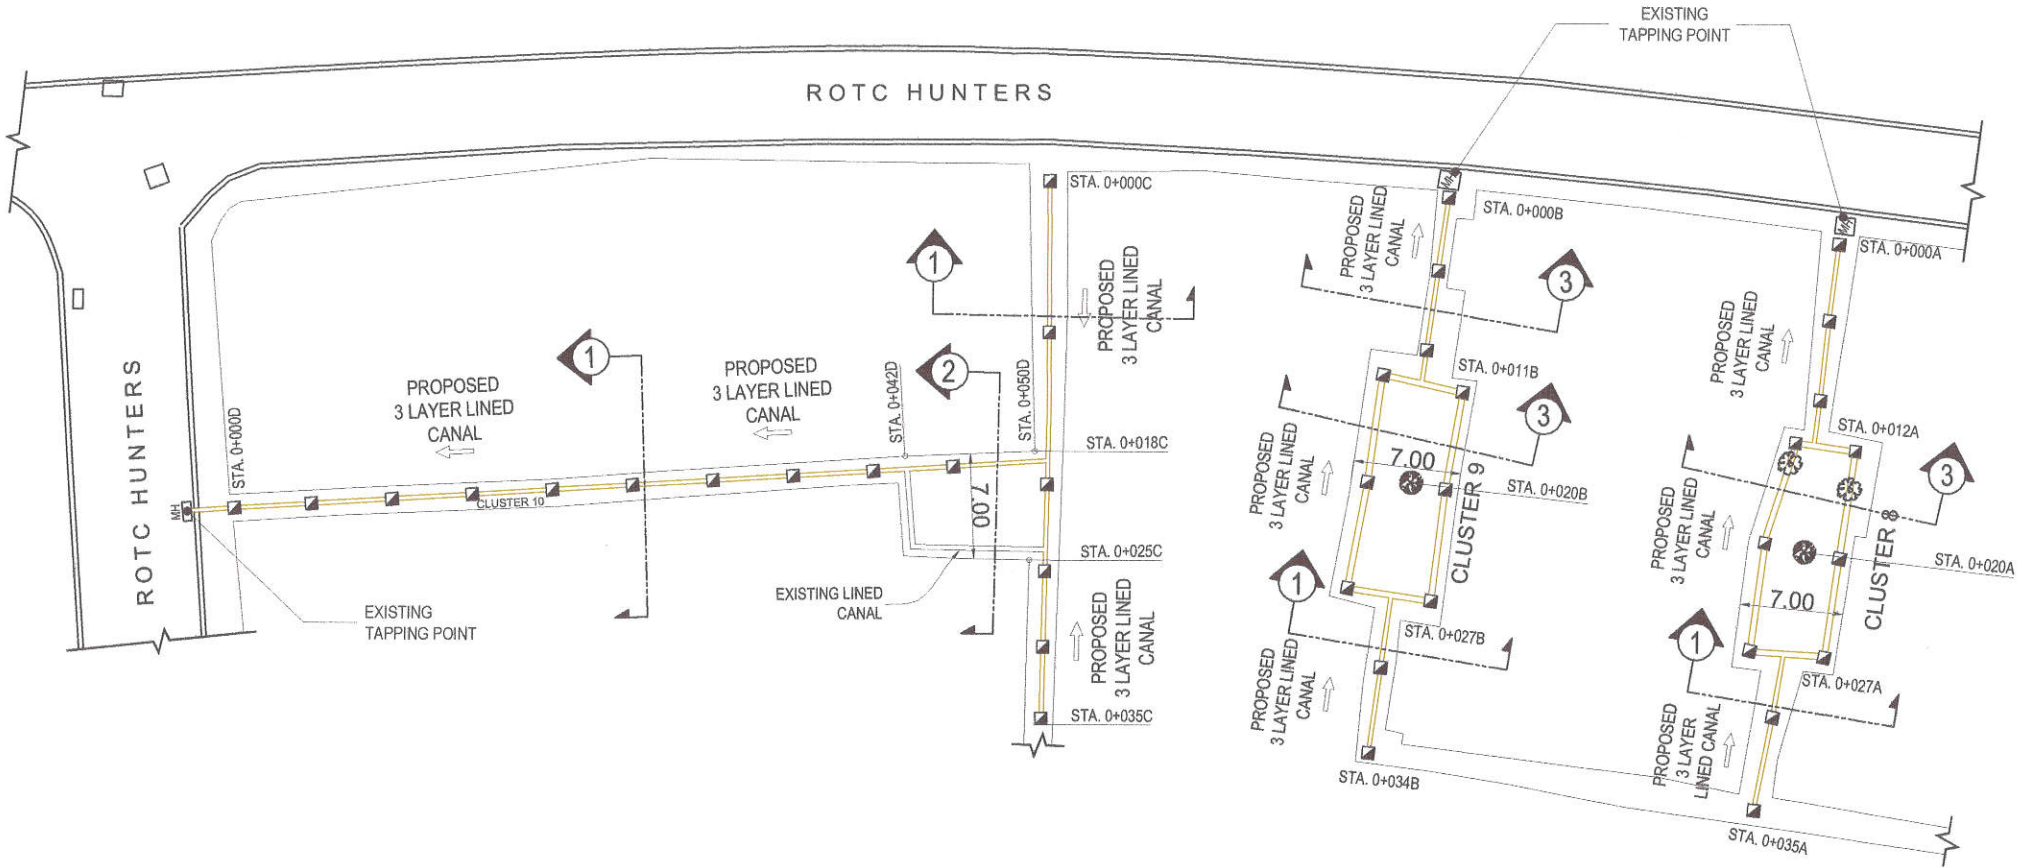 EXISTING
TAPPING POINT
ROTC HUNTERS
STA. 0+000C
STA. 0+000B
STA. 0+000A
PROPOSED
3 LAYER LINED
CANAL
1
PROPOSED
3 LAYER LINED
CANAL
3
PROPOSED
3 LAYER LINED
CANAL
MH
MH
ROTC HUNTERS
STA. 0+000D
PROPOSED
3 LAYER LINED
CANAL
1
PROPOSED
3 LAYER LINED
CANAL
STA. 0+042D
2
STA. 0+050D
STA. 0+018C
STA. 0+011B
3
STA. 0+012A
3
MH
CLUSTER 10
7.00
STA. 0+025C
EXISTING LINED
CANAL
EXISTING
TAPPING POINT
PROPOSED
3 LAYER LINED
CANAL
STA. 0+035C
PROPOSED
3 LAYER LINED
CANAL
7.00
CLUSTER 9
STA. 0+020B
1
STA. 0+027B
PROPOSED
3 LAYER LINED
CANAL
STA. 0+034B
PROPOSED
3 LAYER LINED
CANAL
7.00
CLUSTER 8
STA. 0+020A
1
STA. 0+027A
PROPOSED
3 LAYER
LINED CANAL
STA. 0+035A